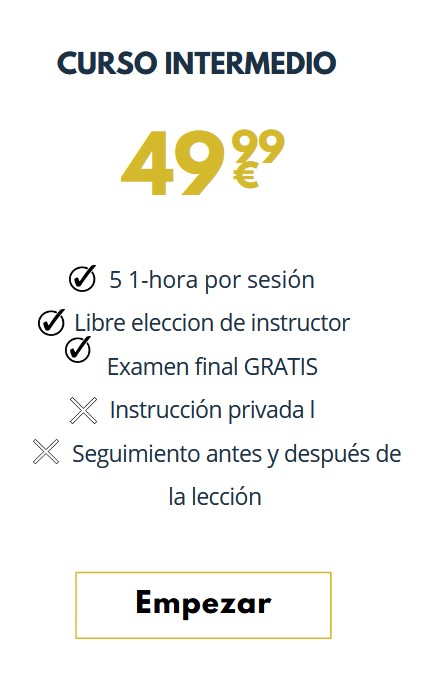 CURSO INTERMEDIO
49 99 €
5 1-hora por sesión
Libre eleccion de instructor
Examen final GRATIS
Instrucción privada l
Seguimiento antes y después de
la lección
Empezar